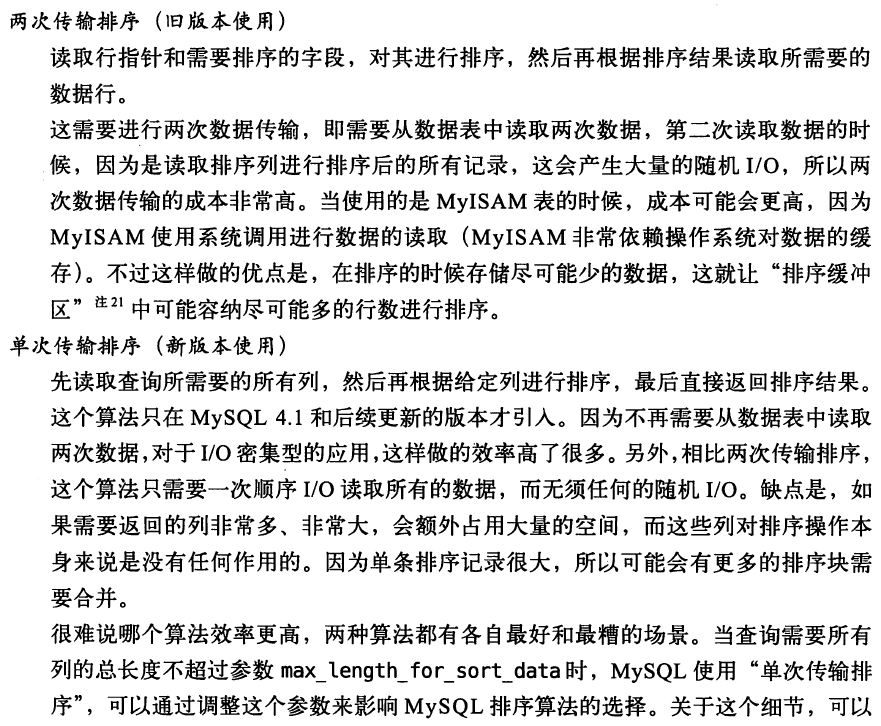 两次传输排序（旧版本使用）
读取行指针和需要排序的字段，对其进行排序，然后再根据排序结果读取所需要的
数据行。
这需要进行两次数据传输，即需要从数据表中读取两次数据，第二次读取数据的时
候，因为是读取排序列进行排序后的所有记录，这会产生大量的随机 I/O，所以两
次数据传输的成本非常高。当使用的是 MyISAM 表的时候，成本可能会更高，因为
MyISAM 使用系统调用进行数据的读取（MyISAM 非常依赖操作系统对数据的缓
存）。不过这样做的优点是，在排序的时候存储尽可能少的数据，这就让“排序缓冲
区”注21 中可能容纳尽可能多的行数进行排序。
单次传输排序（新版本使用）
先读取查询所需要的所有列，然后再根据给定列进行排序，最后直接返回排序结果。
这个算法只在 MySQL 4.1 和后续更新的版本才引入。因为不再需要从数据表中读取
两次数据，对于 I/O 密集型的应用，这样做的效率高了很多。另外，相比两次传输排序，
这个算法只需要一次顺序 I/O 读取所有的数据，而无须任何的随机 I/O。缺点是，如
果需要返回的列非常多、非常大，会额外占用大量的空间，而这些列对排序操作本
身来说是没有任何作用的。因为单条排序记录很大，所以可能会有更多的排序块需
要合并。
很难说哪个算法效率更高，两种算法都有各自最好和最糟的场景。当查询需要所有
列的总长度不超过参数 max_length_for_sort_data 时，MySQL 使用“单次传输排
序”，可以通过调整这个参数来影响 MySQL 排序算法的选择。关于这个细节，可以